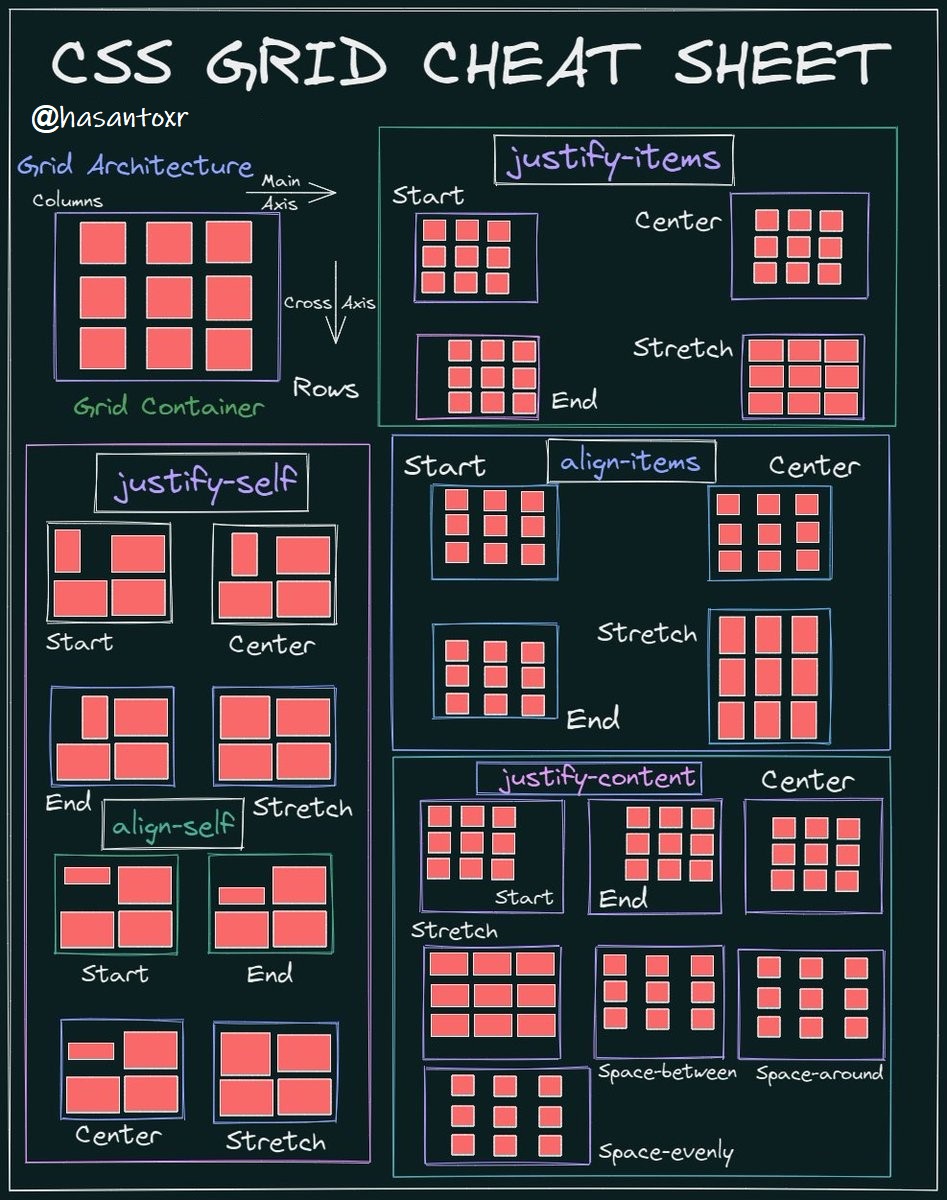 CSS GRID CHEAT SHEET
@hasantoxr
Grid Architecture
Columns
Main
Axis
Cross Axis
Rows
Grid Container
justify-items
Start
Center
Stretch
End
justify-self
Start
Center
End
Stretch
align-self
Start
End
Center
Stretch
align-items
Start
Center
Stretch
End
justify-content
Center
Start
End
Stretch
Space-between
Space-around
Space-evenly